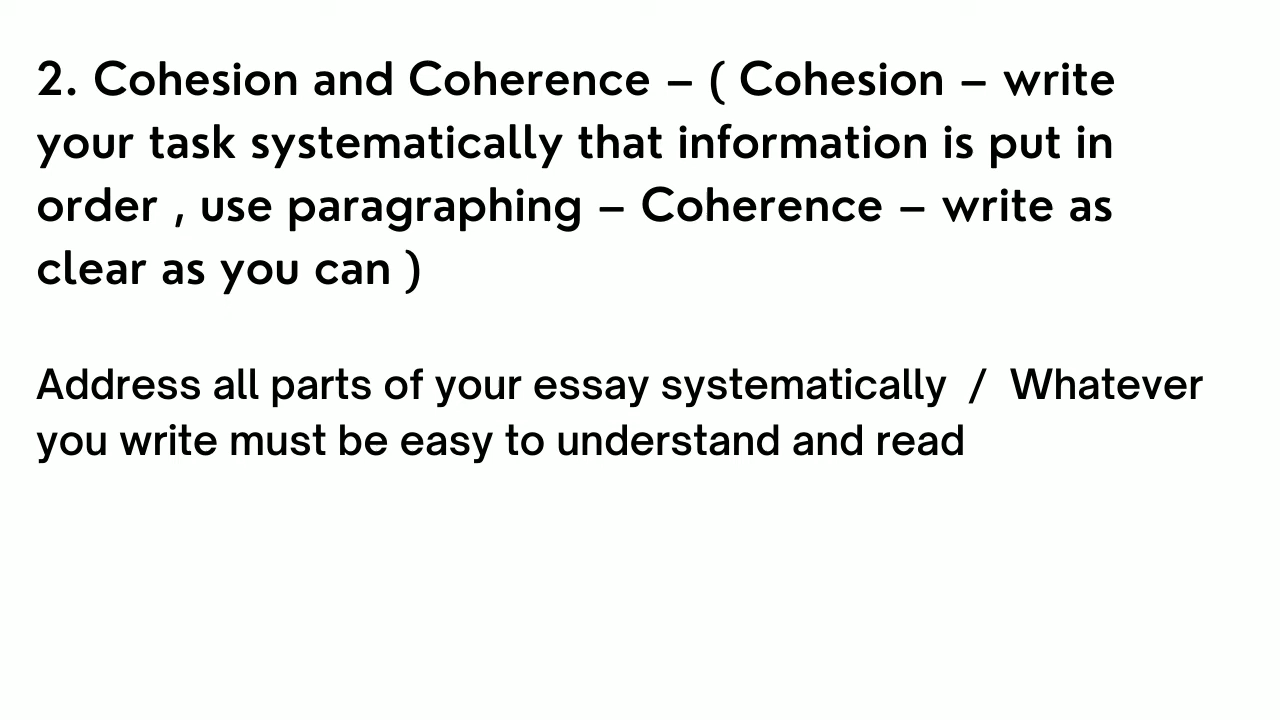 2. Cohesion and Coherence – ( Cohesion – write
your task systematically that information is put in
order , use paragraphing – Coherence – write as
clear as you can )
Address all parts of your essay systematically / Whatever
you write must be easy to understand and read